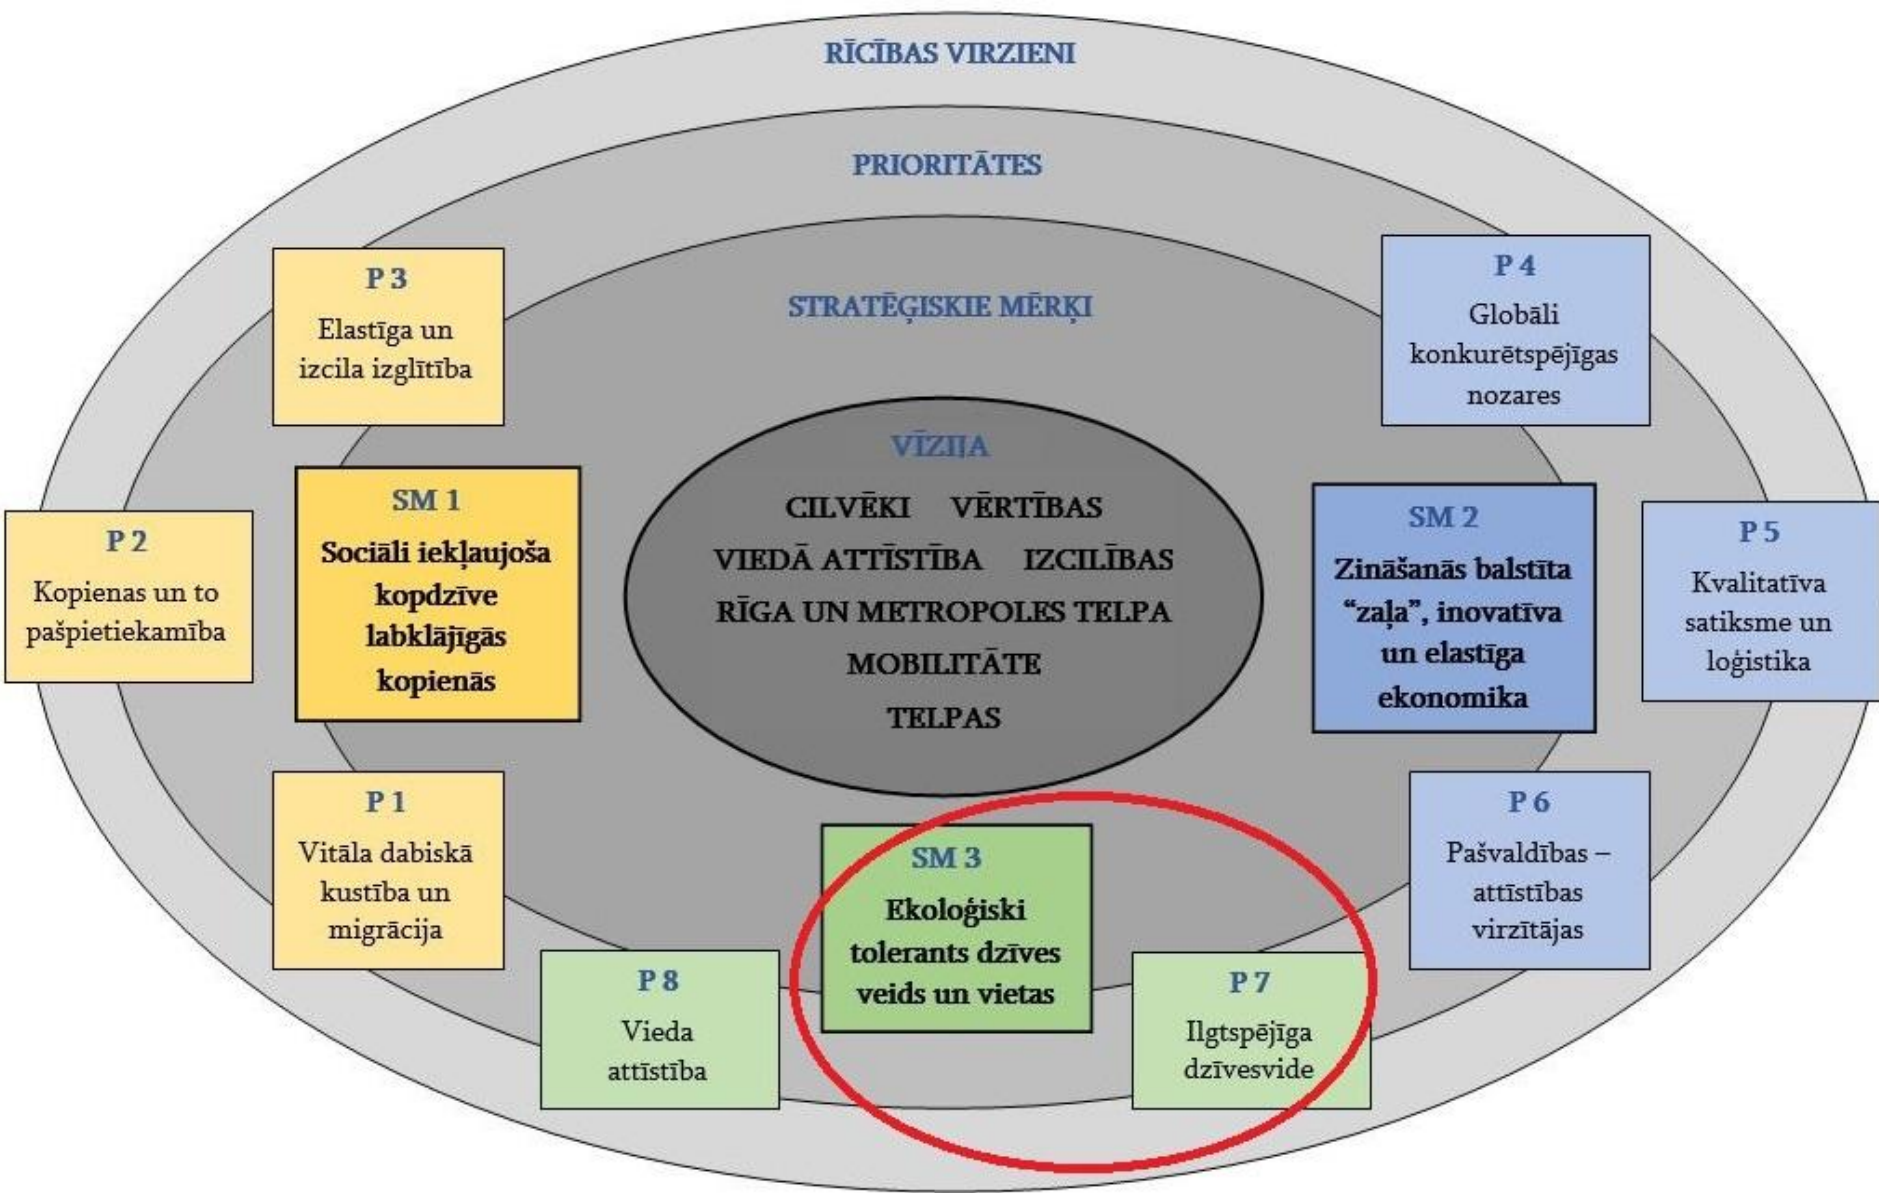 RĪCĪBAS VIRZIENI
PRIORITĀTES
STRATĒĢISKIE MĒRĶI
VĪZIJA
CILVĒKI VĒRTĪBAS
VIEDĀ ATTĪSTĪBA IZCILĪBAS
RĪGA UN METROPOLES TELPA
MOBILITĀTE
TELPAS
P 3
Elastīga un
izcila izglītība
P 4
Globāli
konkurētspējīgas
nozares
P 2
Kopienas un to
pašpietiekamība
SM 1
Sociāli iekļaujoša
kopdzīve
labklājīgās
kopienās
SM 2
Zināšanās balstīta
“zaļa”, inovatīva
un elastīga
ekonomika
P 5
Kvalitatīva
satiksme un
loģistika
P 1
Vitāla dabiskā
kustība un
migrācija
P 6
Pašvaldības –
attīstības
virzītājas
SM 3
Ekoloģiski
tolerants dzīves
veids un vietas
P 8
Vieda
attīstība
P 7
Ilgtspējīga
dzīvesvide